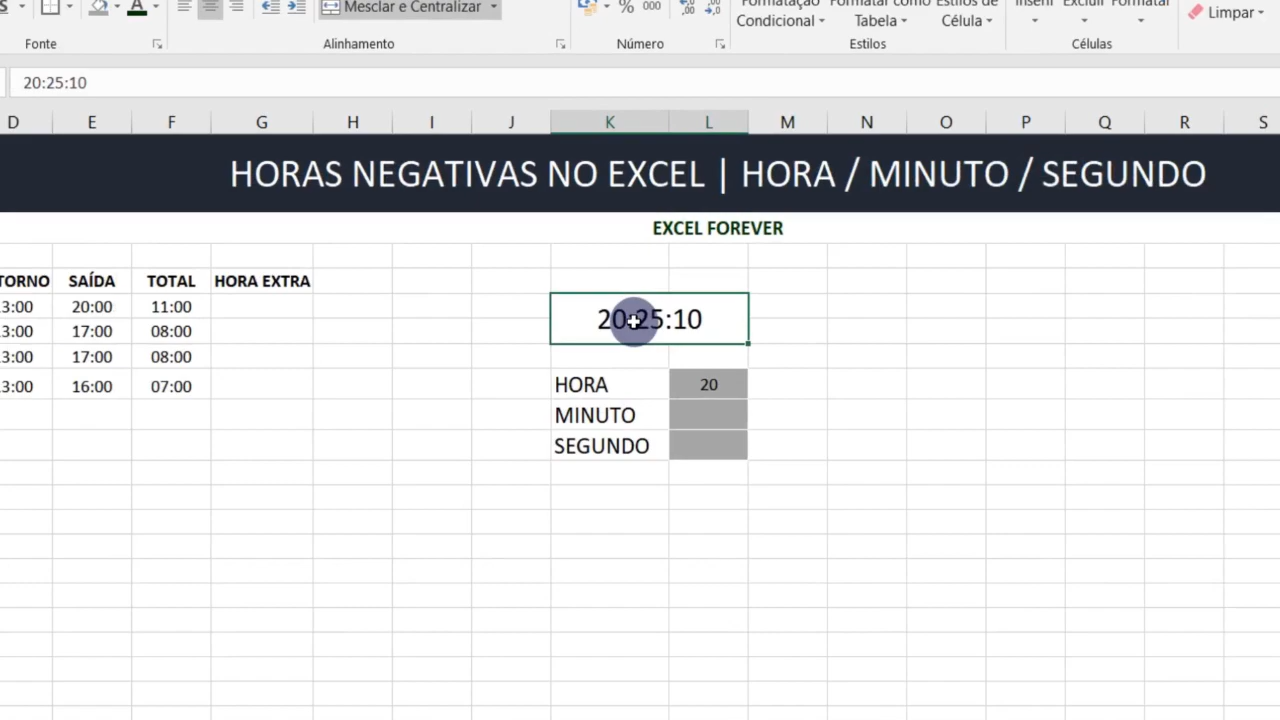 Mesclar e Centralizar
% 000
Formatação Formatar como Estilos de
Condicional Tabela Célula
Inserir Excluir Formatar
Limpar
Fonte Alinhamento Número Estilos Células
20:25:10
D E F G H I J K L M N O P Q R S
HORAS NEGATIVAS NO EXCEL | HORA / MINUTO / SEGUNDO
EXCEL FOREVER
TORNO SAÍDA TOTAL HORA EXTRA
3:00 20:00 11:00
3:00 17:00 08:00
3:00 17:00 08:00
3:00 16:00 07:00
20:25:10
HORA 20
MINUTO
SEGUNDO